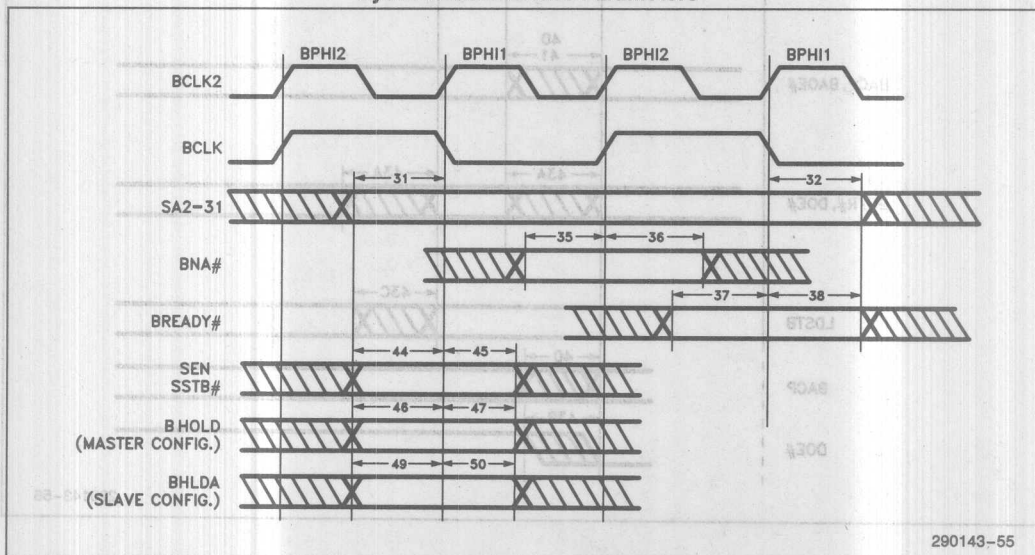 BPHI2 BPHI1 BPHI2 BPHI1
BCLK2
BCLK
31 32
SA2-31
35 36
BNA#
37 38
BREADY#
44 45
SEN
SSTB#
46 47
BHOLD
(MASTER CONFIG.)
49 50
BHLDA
(SLAVE CONFIG.)
290143-55